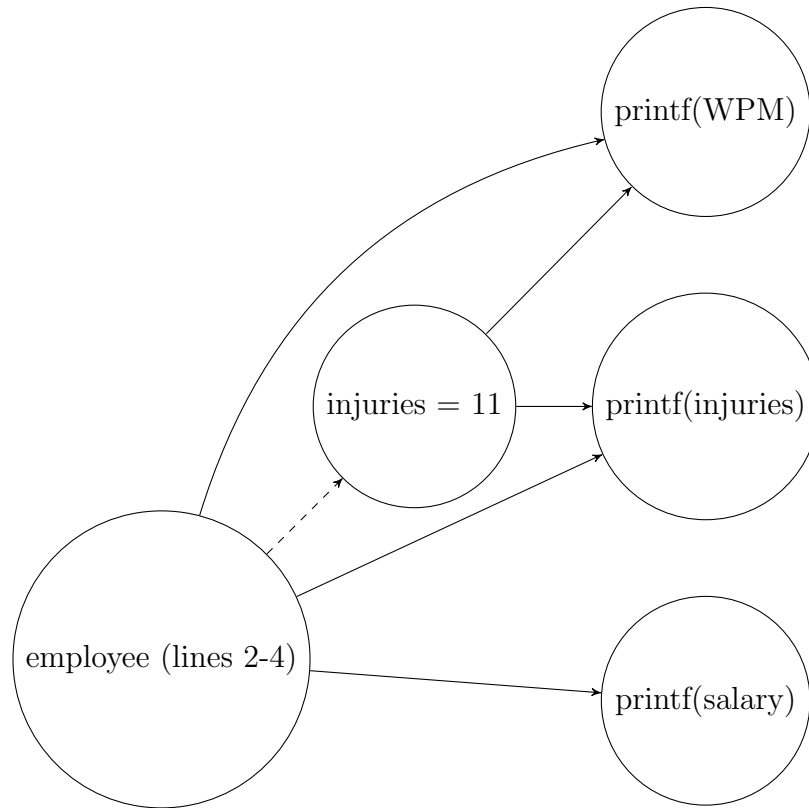 printf(WPM)
injuries = 11
printf(injuries)
employee (lines 2-4)
printf(salary)